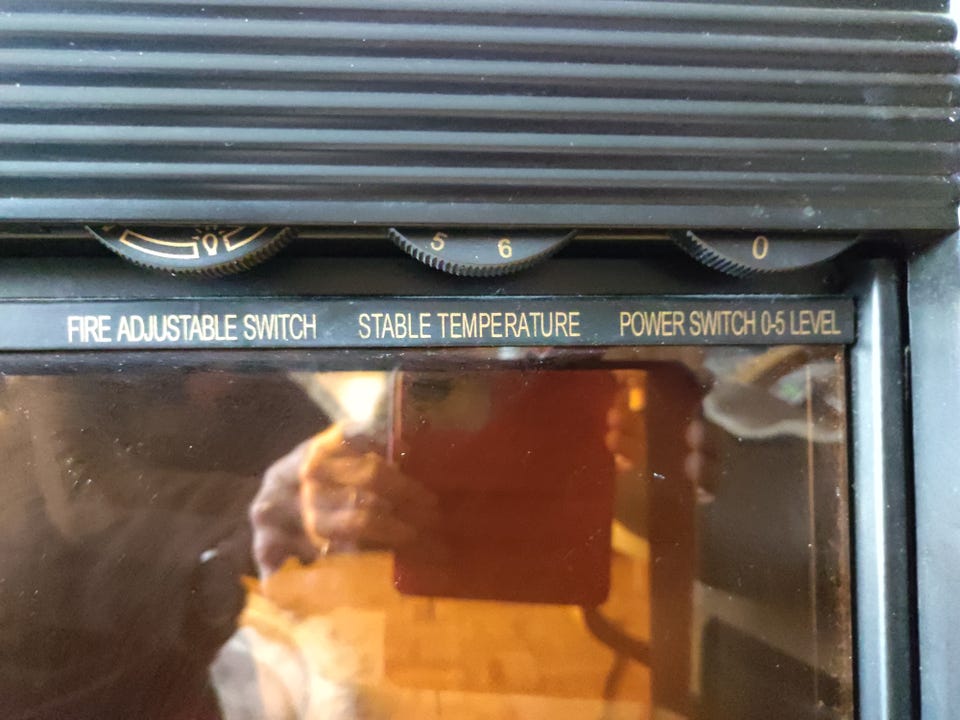 5 6 0
FIRE ADJUSTABLE SWITCH STABLE TEMPERATURE POWER SWITCH 0-5 LEVEL